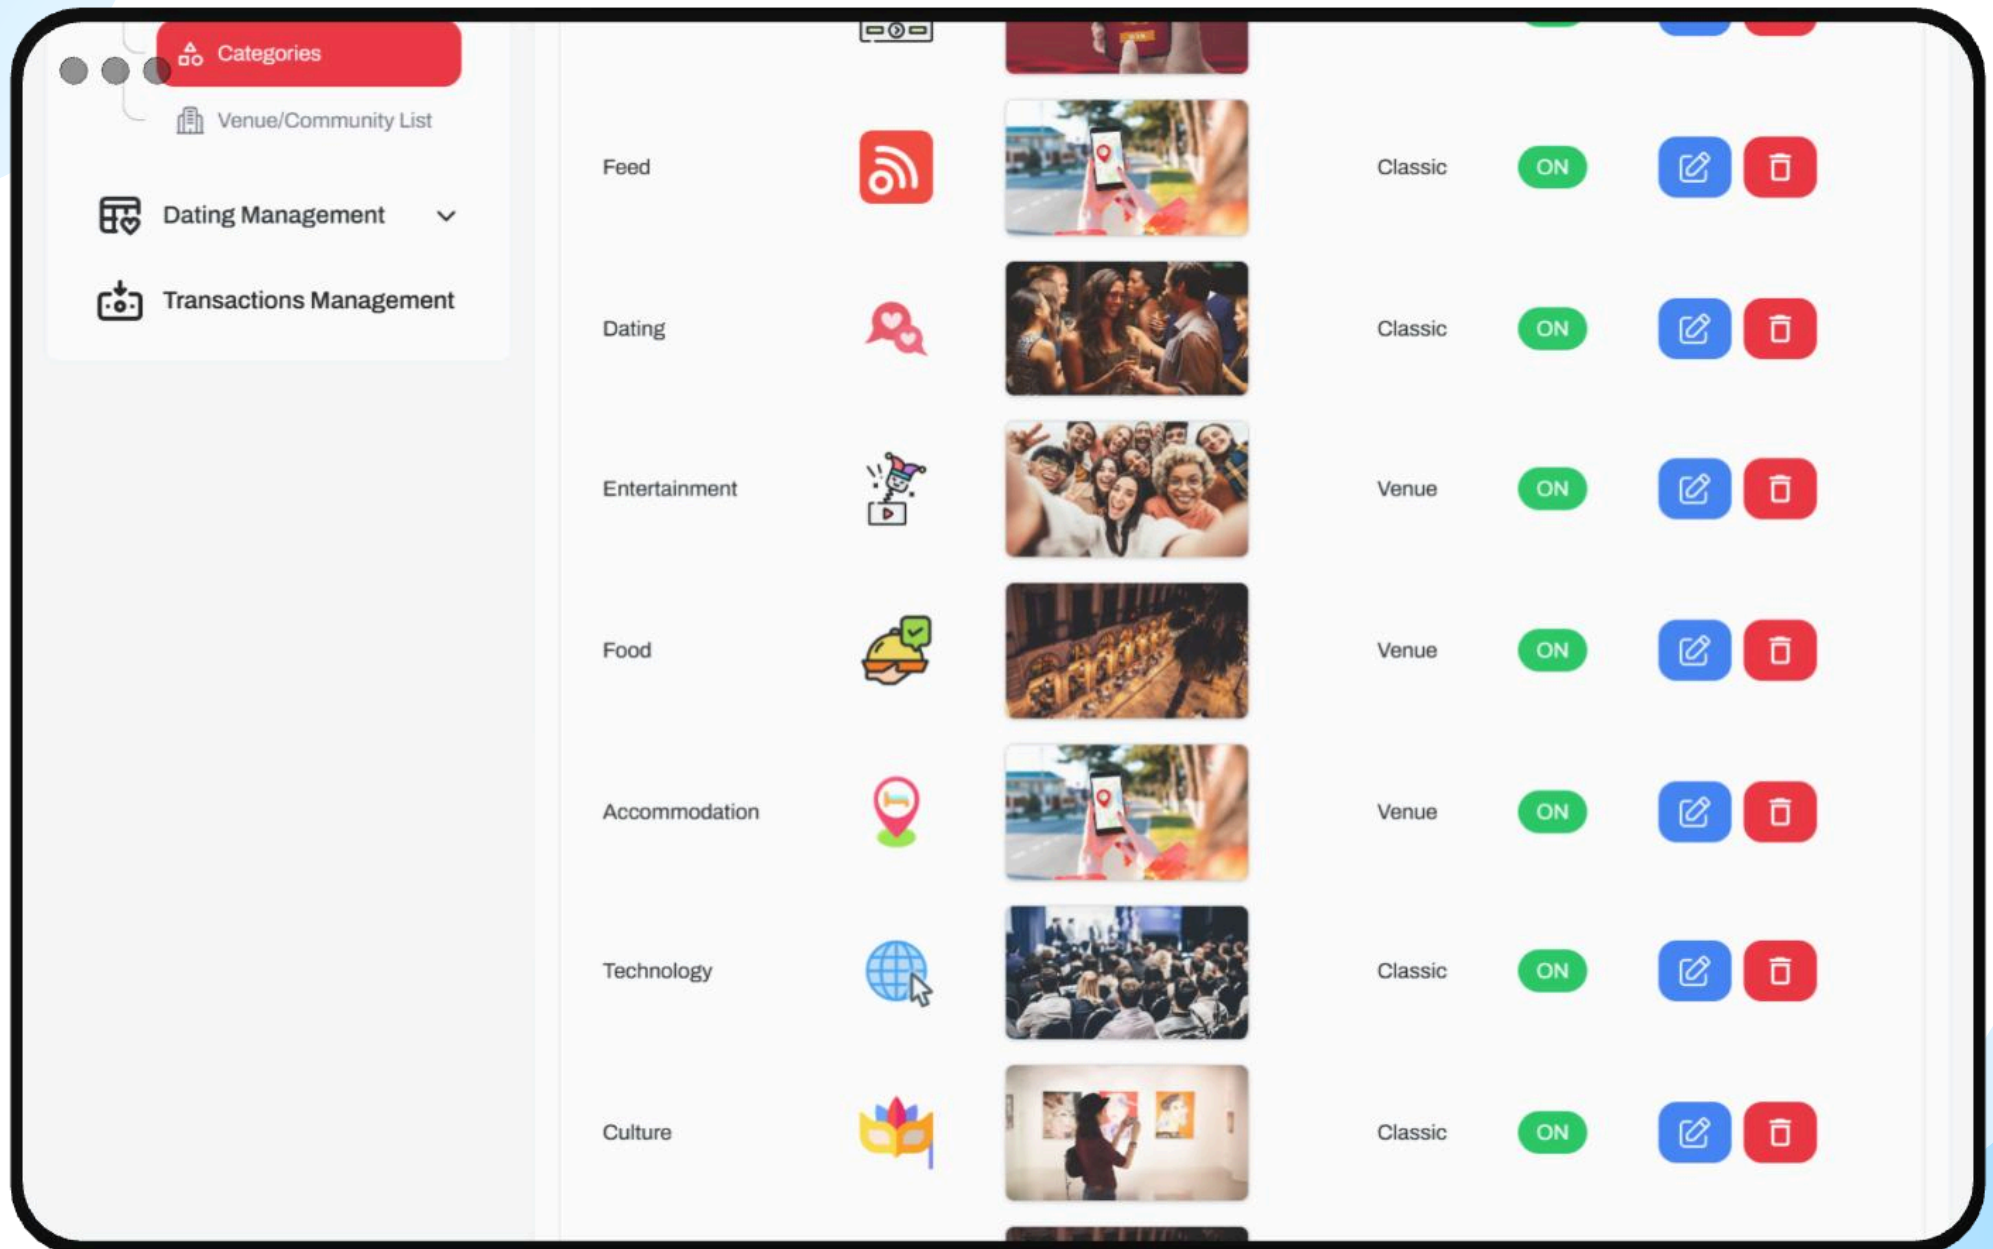 Categories
Venue/Community List
Dating Management
Transactions Management
Feed Classic ON
Dating Classic ON
Entertainment Venue ON
Food Venue ON
Accommodation Venue ON
Technology Classic ON
Culture Classic ON